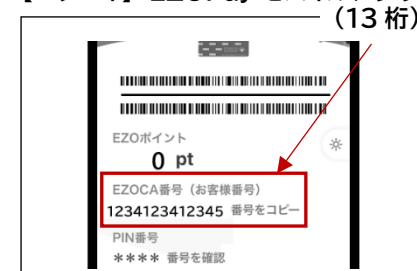 (13 桁)
EZOポイント
0 pt
EZOCA番号（お客様番号）
1234123412345 番号をコピー
PIN番号
**** 番号を確認